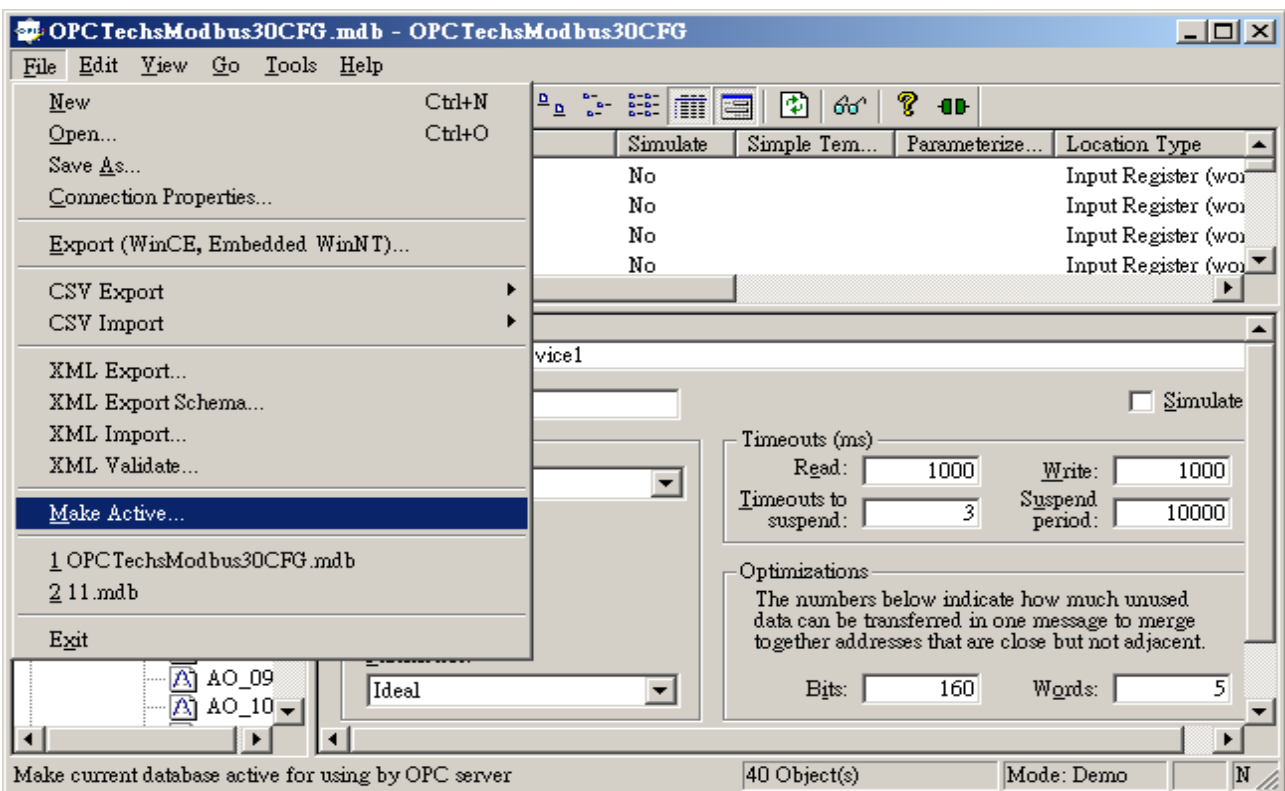 OPCTechsModbus30CFG.mdb - OPCTechsModbus30CFG
File Edit View Go Tools Help
New Ctrl+N
Open... Ctrl+O
Save As...
Connection Properties...
Export (WinCE, Embedded WinNT)...
CSV Export
CSV Import
XML Export...
XML Export Schema...
XML Import...
XML Validate...
Make Active...
1 OPCTechsModbus30CFG.mdb
2 11.mdb
Exit
Simulate Simple Tem... Parameterize... Location Type
No Input Register (wor
No Input Register (wor
No Input Register (wor
No Input Register (wor
vice1
Simulate
Timeouts (ms)
Read: 1000 Write: 1000
Timeouts to suspend: 3 Suspend period: 10000
Optimizations
The numbers below indicate how much unused
data can be transferred in one message to merge
together addresses that are close but not adjacent.
Bits: 160 Words: 5
Ideal
AO_09
AO_10
Make current database active for using by OPC server 40 Object(s) Mode: Demo N